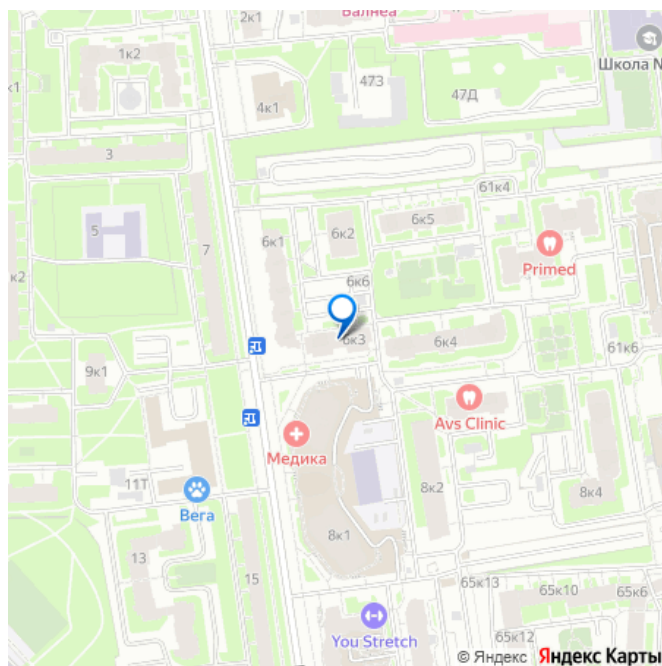 Балнеа
2к1
1к2
к1
Школа N
473
47Д
4к1
3
61к4
5
7
6к1
6к2
6к5
Primed
к2
6к6
6к3
6к4
61к6
9к1
Avs Clinic
Медика
11Т
8к2
8к4
Вега
8к1
13
15
65к13
65к10
65к6
You Stretch
65к12
© Яндекс Яндекс Карты